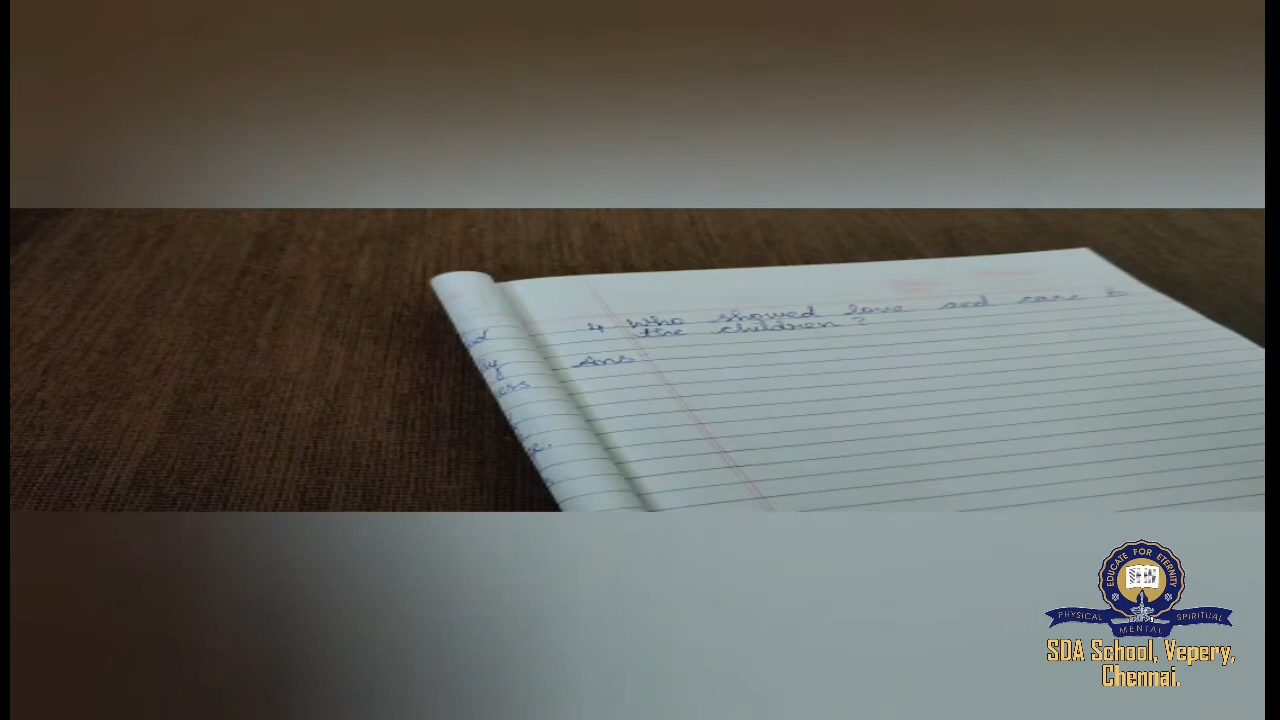 4 Who showed love and care to
the children?
Ans
EDUCATE FOR ETERNITY
PHYSICAL MENTAL SPIRITUAL
SDA School, Vepery,
Chennai.